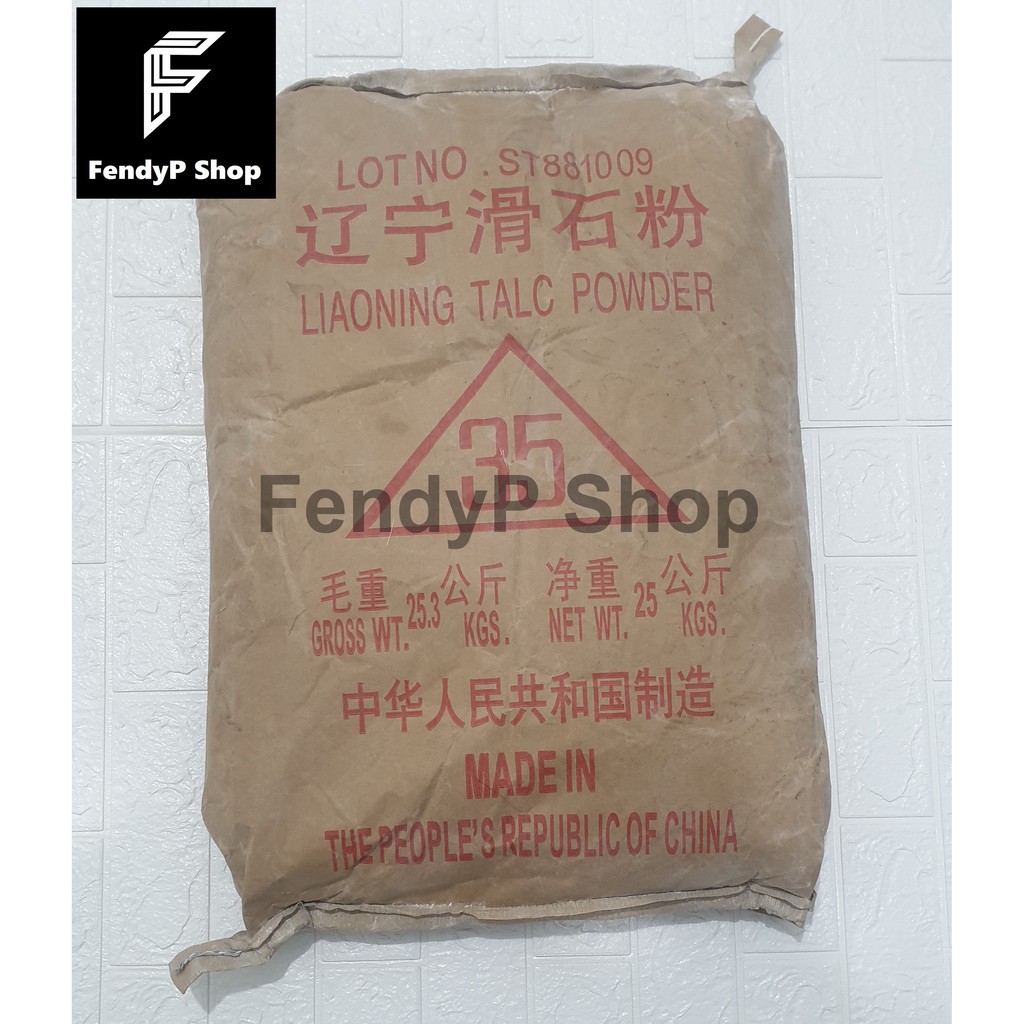 FendyP Shop
LOT NO . ST881009
辽宁滑石粉
LIAONING TALC POWDER
35
FendyP Shop
毛重 25.3 公斤 净重 25 公斤
GROSS WT. KGS. NET WT. KGS.
中华人民共和国制造
MADE IN
THE PEOPLE'S REPUBLIC OF CHINA